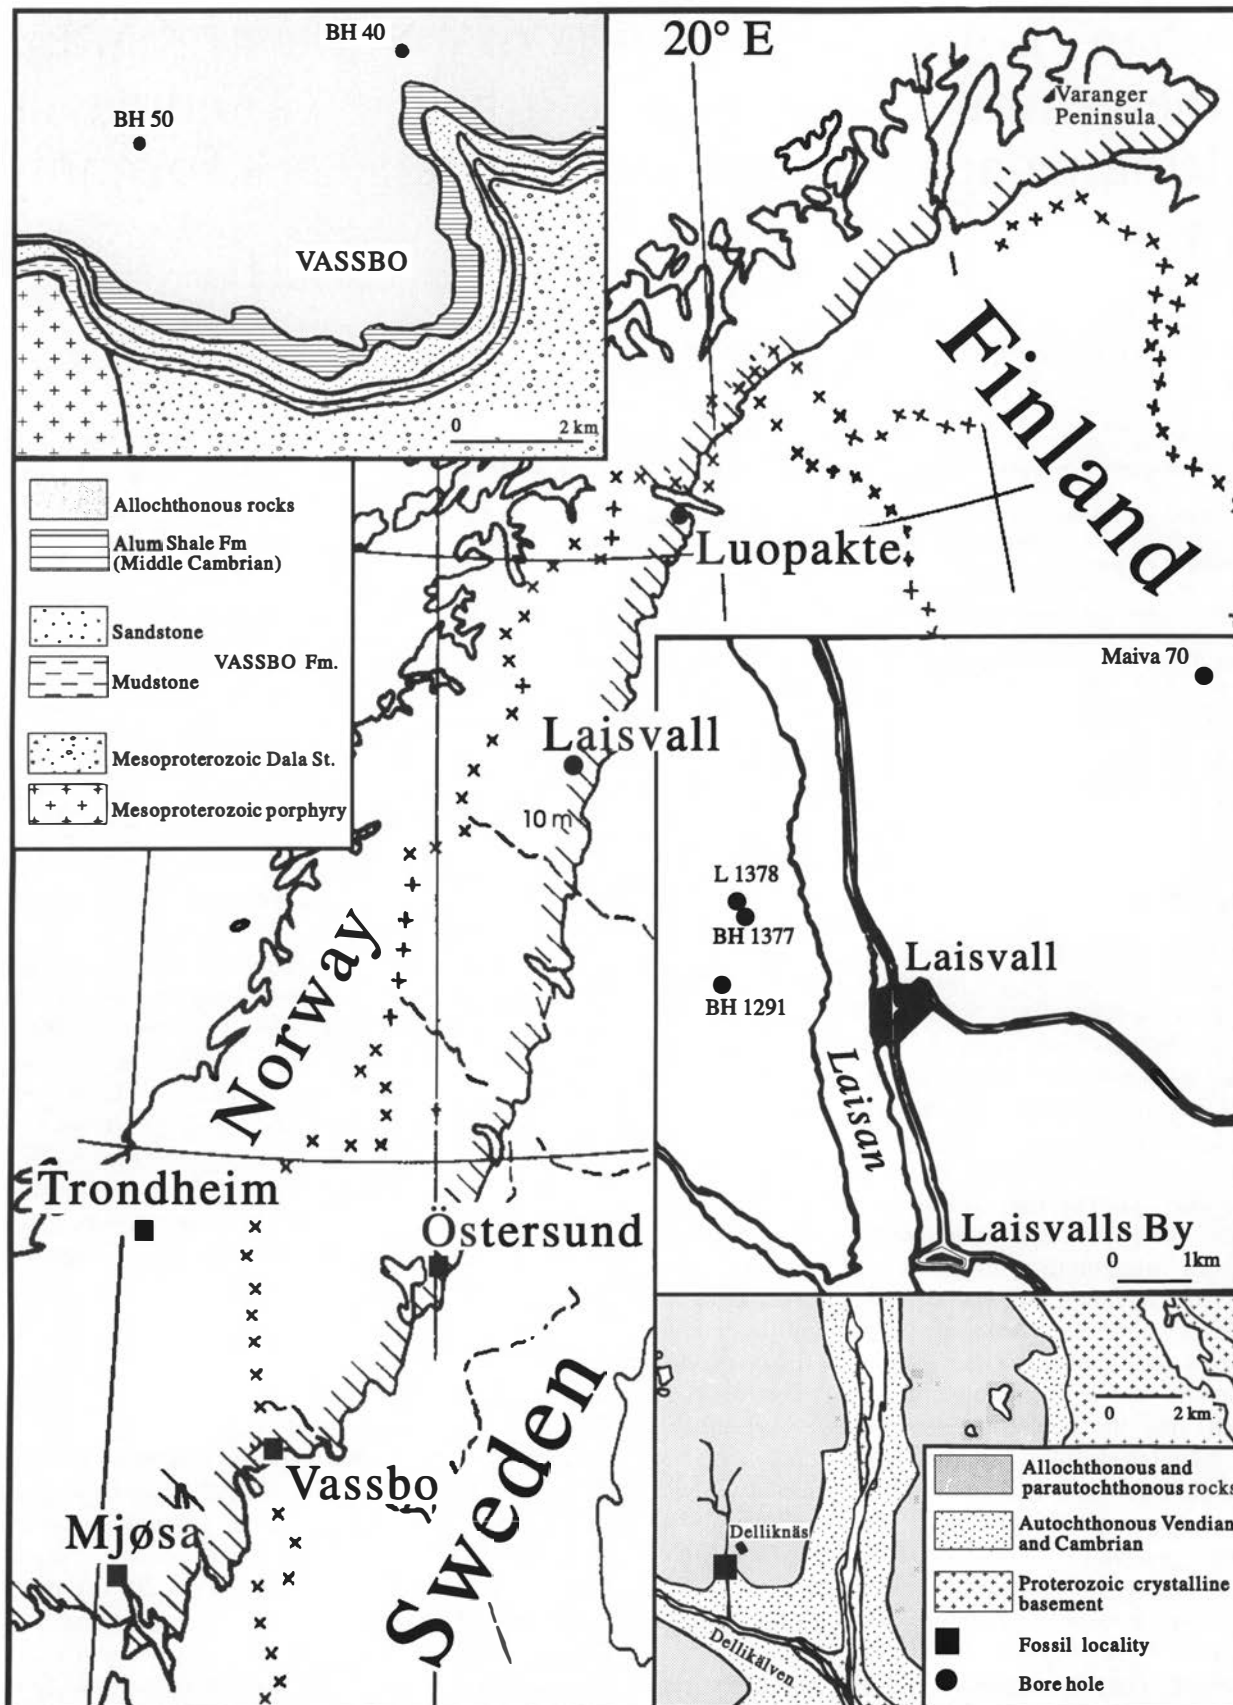 BH 40
BH 50
VASSBO
0 2 km
20° E
Varanger
Peninsula
Finland
Allochthonous rocks
Alum Shale Fm
(Middle Cambrian)
Sandstone
VASSBO Fm.
Mudstone
Mesoproterozoic Dala St.
Mesoproterozoic porphyry
Luopakte
Laisvall
10 m
Norway
Trondheim
Östersund
Vassbo
Mjøsa
Sweden
Maiva 70
L 1378
BH 1377
BH 1291
Laisvall
Laisan
Laisvalls By
0 1km
0 2 km
Delliknäs
Dellikälven
Allochthonous and
parautochthonous rocks
Autochthonous Vendian
and Cambrian
Proterozoic crystalline
basement
Fossil locality
Bore hole